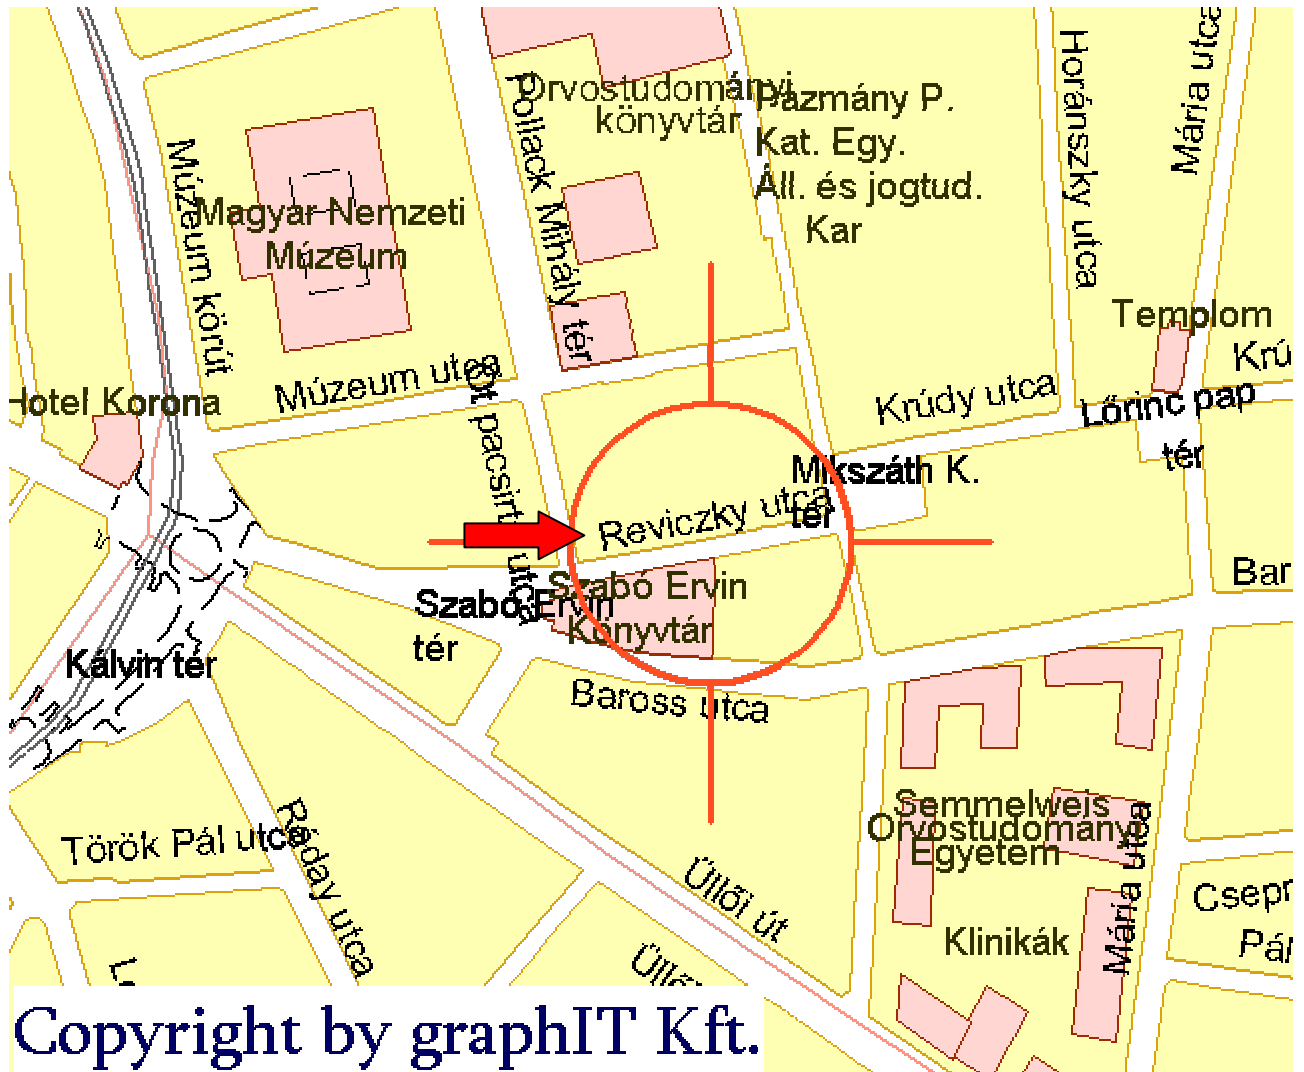 Mária utca
Horánszky utca
Orvostudományi
könyvtár
Pázmány P.
Kat. Egy.
Áll. és jogtud.
Kar
Pollack Mihály tér
Múzeum körút
Magyar Nemzeti
Múzeum
Templom
Krú
Múzeum utca
Hotel Korona
Krúdy utca
Lőrinc pap
tér
Mikszáth K.
tér
Reviczky utca
pacsirta utca
Bar
Szabó Ervin
tér
Szabó Ervin
Könyvtár
Kálvin tér
Baross utca
Semmelweis
Orvostudományi
Egyetem
Klinikák
Mária utca
Török Pál utca
Ráday utca
Üllői út
Üllő
Csepr
Pár
Copyright by graphIT Kft.